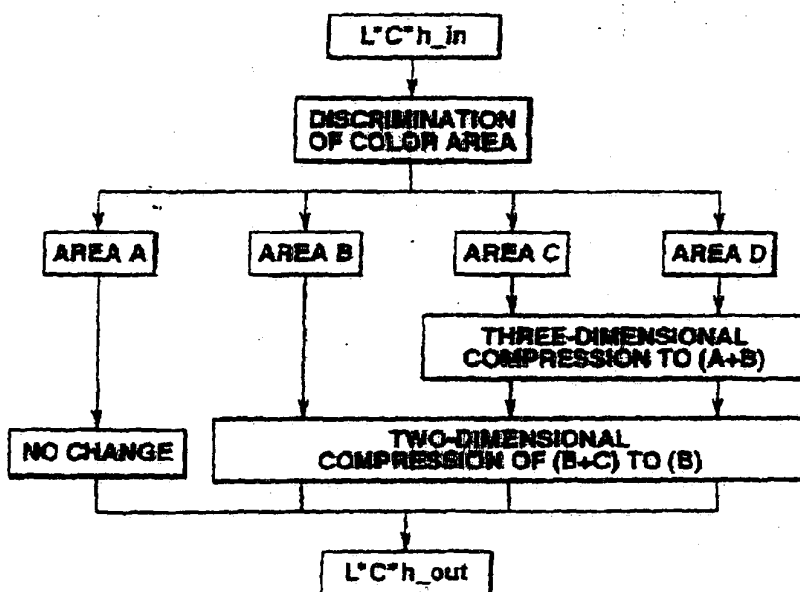 L*C*h_in
DISCRIMINATION
OF COLOR AREA
AREA A
AREA B
AREA C
AREA D
THREE-DIMENSIONAL
COMPRESSION TO (A+B)
NO CHANGE
TWO-DIMENSIONAL
COMPRESSION OF (B+C) TO (B)
L*C*h_out